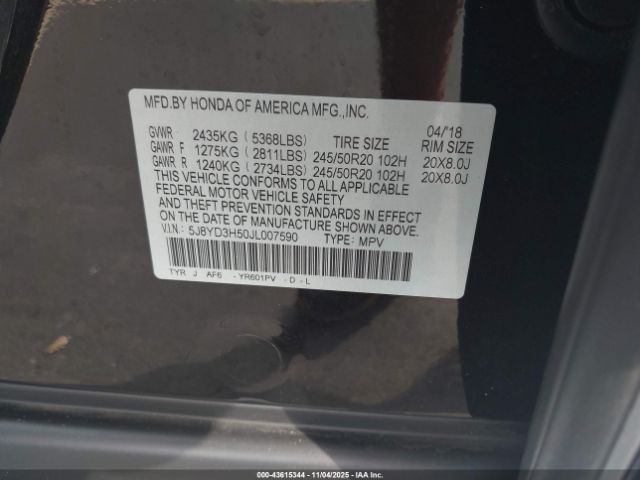 MFD.BY HONDA OF AMERICA MFG.,INC.
04/'18
GVWR 2435KG ( 5368LBS) TIRE SIZE RIM SIZE
GAWR F 1275KG ( 2811LBS) 245/50R20 102H 20X8.0J
GAWR R 1240KG ( 2734LBS) 245/50R20 102H 20X8.0J
THIS VEHICLE CONFORMS TO ALL APPLICABLE
FEDERAL MOTOR VEHICLE SAFETY
AND THEFT PREVENTION STANDARDS IN EFFECT
ON THE DATE OF MANUFACTURE SHOWN ABOVE.
V.I.N.: 5J8YD3H50JL007590 TYPE: MPV
TYR J AF6 -YR601PV -D -L
000-43615344 | 11/04/2025 - IAA Inc.